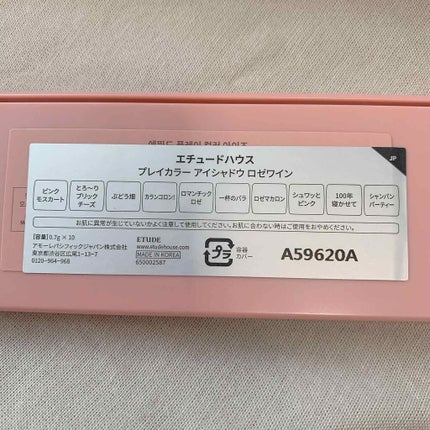 エチュードハウス
プレイカラー アイシャドウ ロゼワイン
JP
ピンク
モスカート
とろ〜り
ブリック
チーズ
ぶどう畑
カランコロン!
ロマンチック
ロゼ
一杯のバラ
ロゼマカロン
シュワッと
ピンク
100年
寝かせて
シャンパン
パーティー
お肌に異常が生じていないかよく注意して使用してください。お肌に合わない時はご使用をおやめください。
【容量】0.7g×10
アモーレパシフィックジャパン株式会社
東京都渋谷区広尾1-13-7
0120-964-968
ETUDE
www.etudehouse.com/
MADE IN KOREA
650002587
プラ
容器
カバー
A59620A